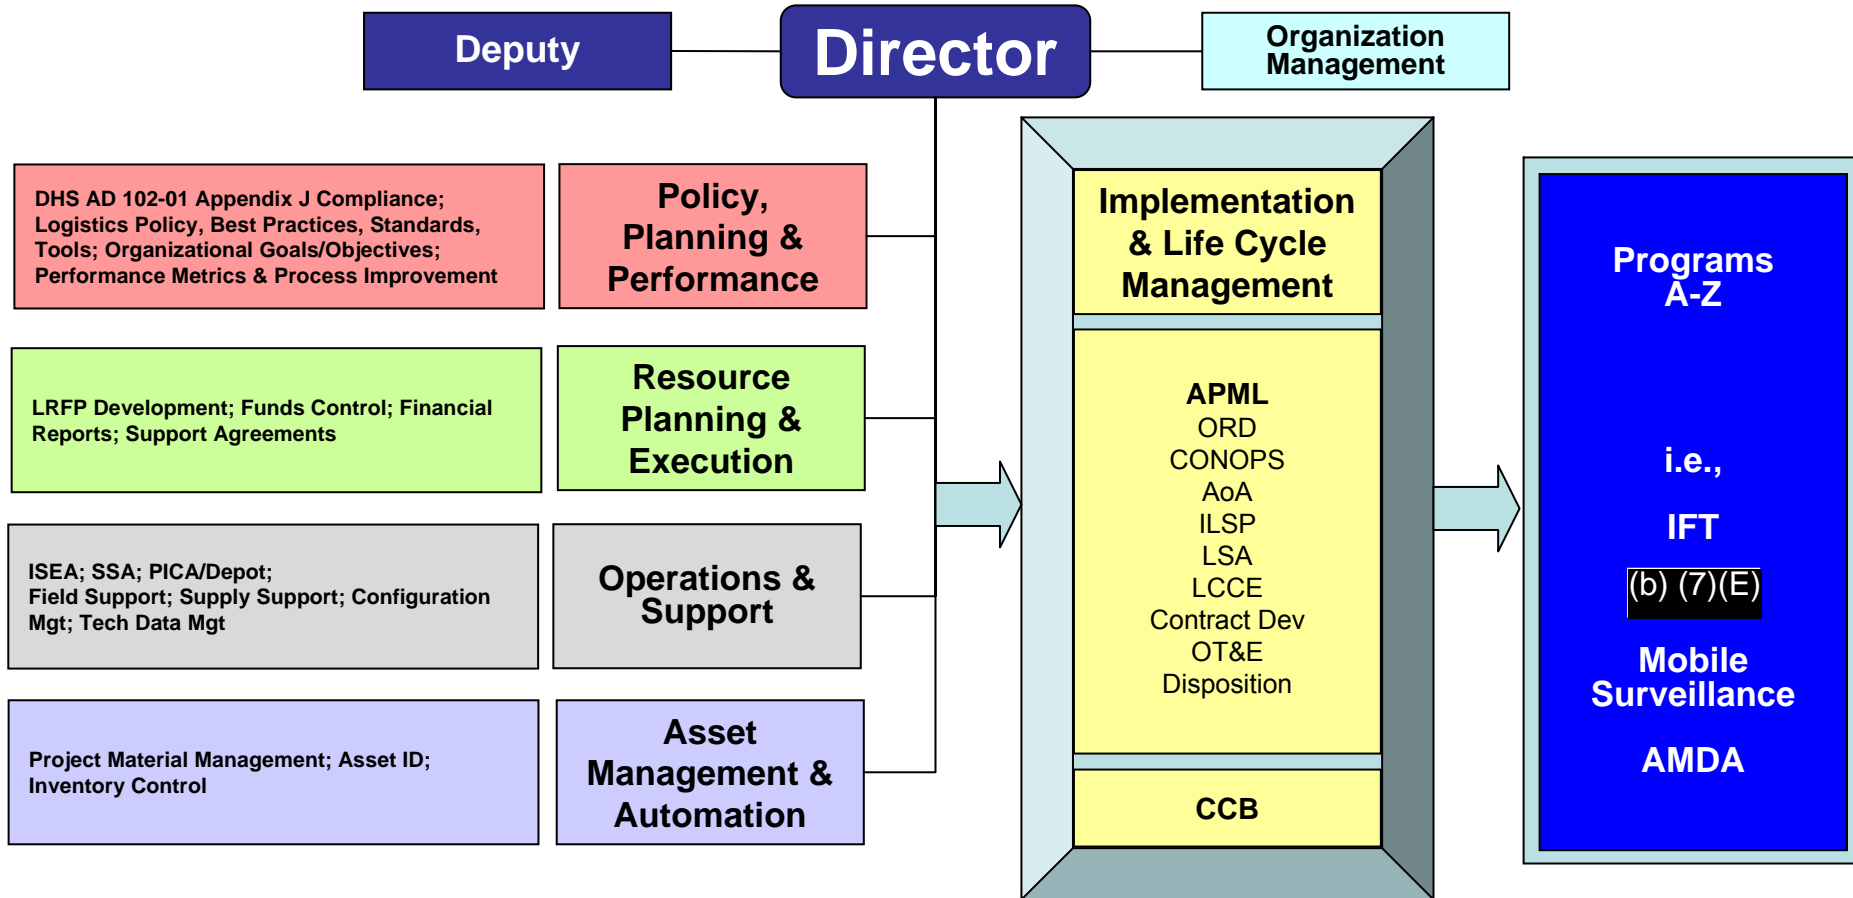 Deputy
Director
Organization
Management
DHS AD 102-01 Appendix J Compliance;
Logistics Policy, Best Practices, Standards,
Tools; Organizational Goals/Objectives;
Performance Metrics & Process Improvement
Policy,
Planning &
Performance
LRFP Development; Funds Control; Financial
Reports; Support Agreements
Resource
Planning &
Execution
ISEA; SSA; PICA/Depot;
Field Support; Supply Support; Configuration
Mgt; Tech Data Mgt
Operations &
Support
Project Material Management; Asset ID;
Inventory Control
Asset
Management &
Automation
Implementation
& Life Cycle
Management
APML
ORD
CONOPS
AoA
ILSP
LSA
LCCE
Contract Dev
OT&E
Disposition
CCB
Programs
A-Z
i.e.,
IFT
(b) (7)(E)
Mobile
Surveillance
AMDA